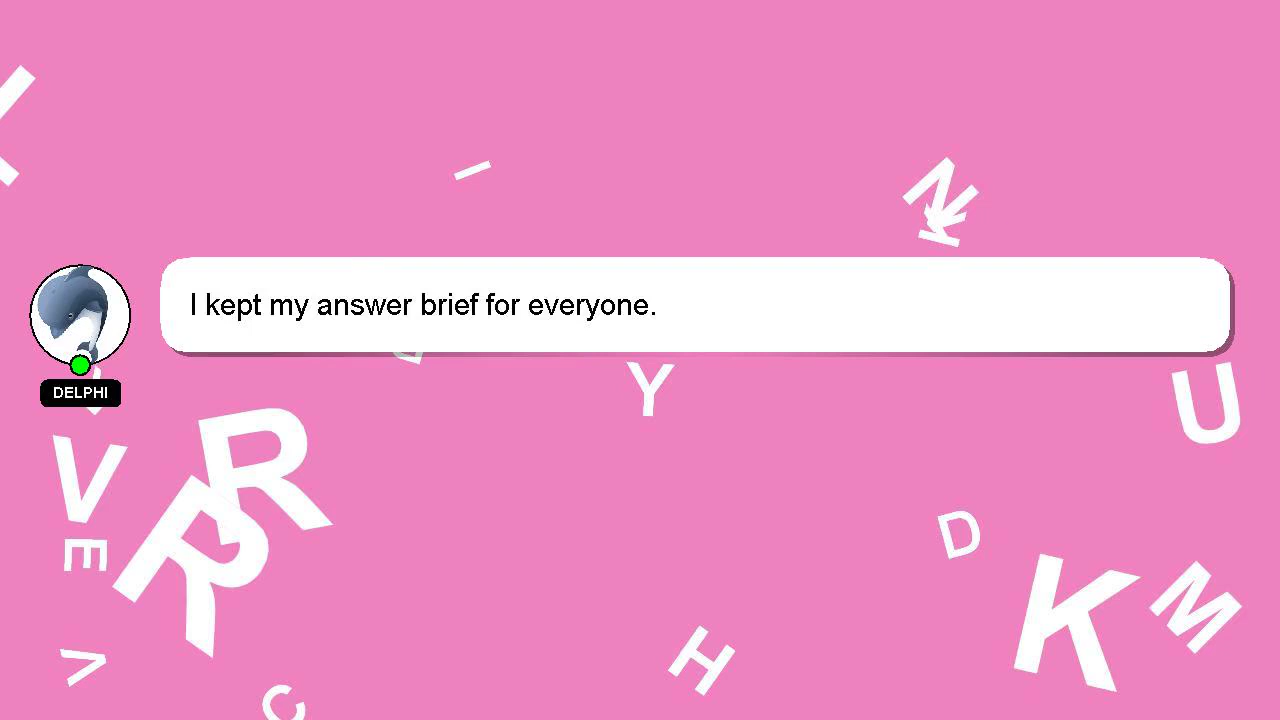 I
N
K
I kept my answer brief for everyone.
DELPHI
Y
U
R
V
R
E
D
K
M
H
V
C